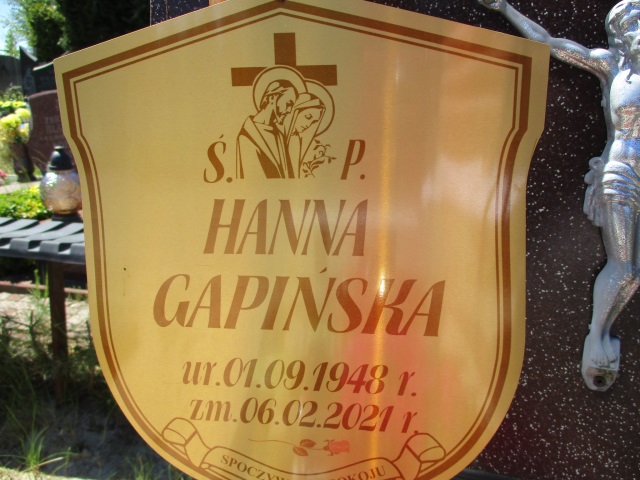 Ś. P.
HANNA
GAPIŃSKA
ur.01.09.1948 r.
zm.06.02.2021 r.